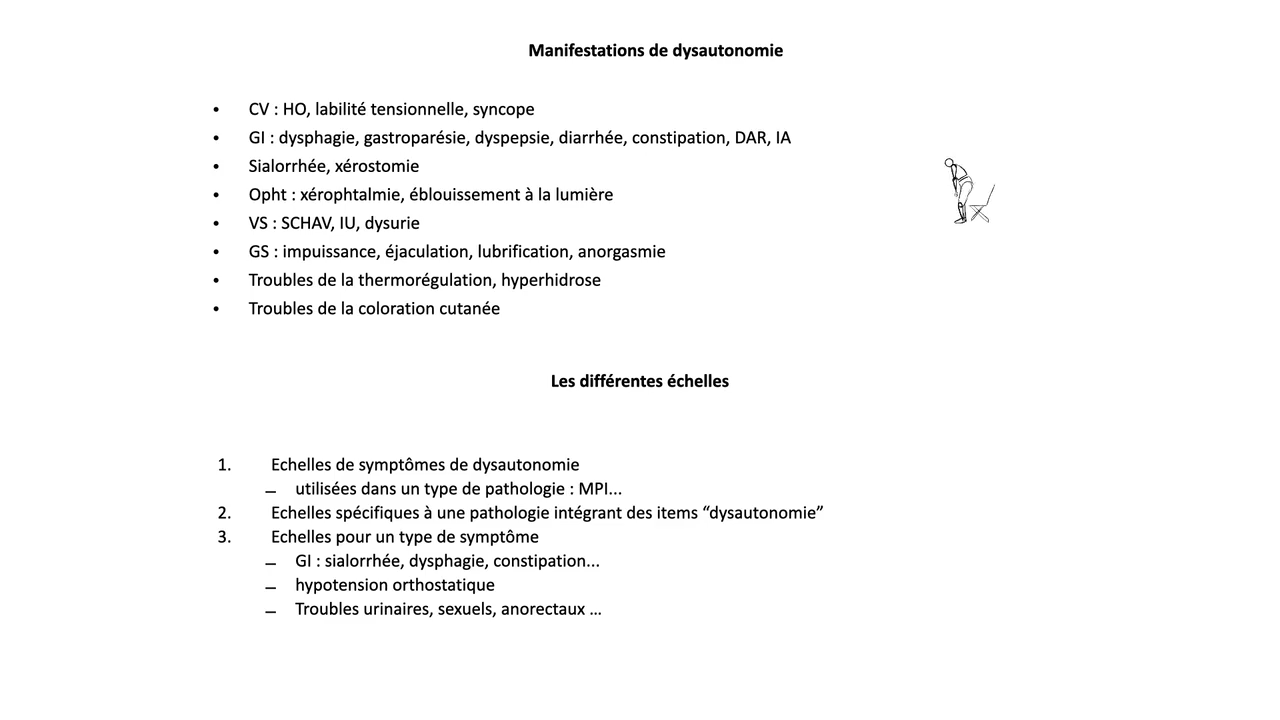 Manifestations de dysautonomie
• CV : HO, labilité tensionnelle, syncope
• GI : dysphagie, gastroparésie, dyspepsie, diarrhée, constipation, DAR, IA
• Sialorrhée, xérostomie
• Opht : xérophtalmie, éblouissement à la lumière
• VS : SCHAV, IU, dysurie
• GS : impuissance, éjaculation, lubrification, anorgasmie
• Troubles de la thermorégulation, hyperhidrose
• Troubles de la coloration cutanée
Les différentes échelles
1. Echelles de symptômes de dysautonomie
– utilisées dans un type de pathologie : MPI...
2. Echelles spécifiques à une pathologie intégrant des items “dysautonomie”
3. Echelles pour un type de symptôme
– GI : sialorrhée, dysphagie, constipation...
– hypotension orthostatique
– Troubles urinaires, sexuels, anorectaux ...